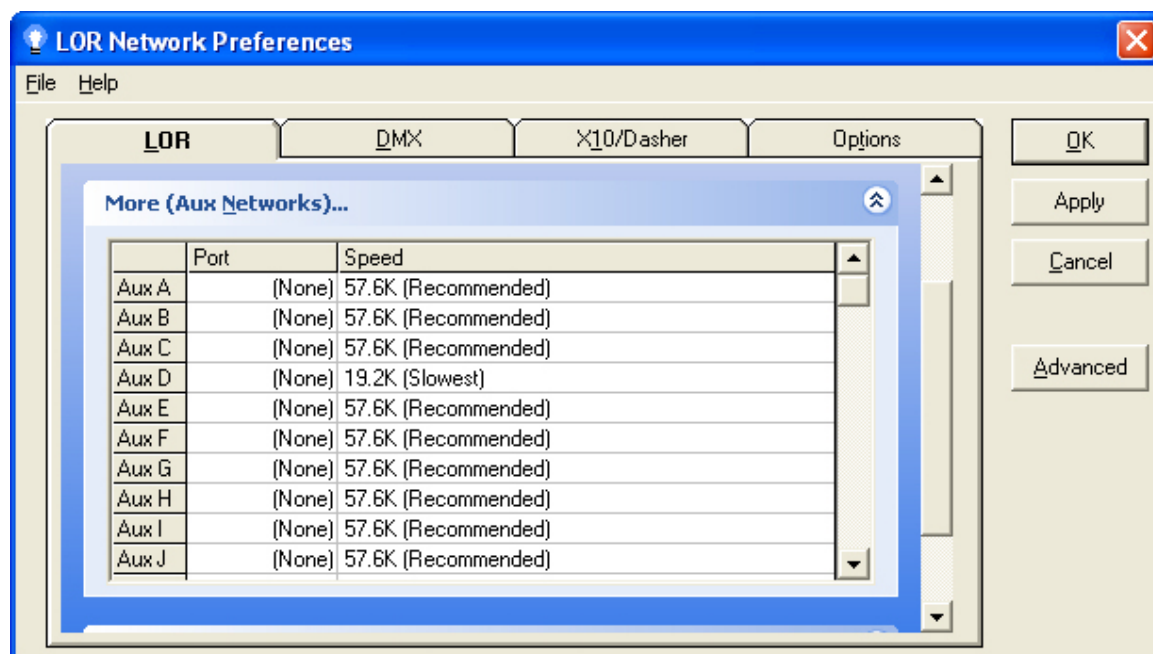 LOR Network Preferences
File Help
LOR DMX X10/Dasher Options
OK
Apply
Cancel
Advanced
More (Aux Networks)...
Port Speed
Aux A (None) 57.6K (Recommended)
Aux B (None) 57.6K (Recommended)
Aux C (None) 57.6K (Recommended)
Aux D (None) 19.2K (Slowest)
Aux E (None) 57.6K (Recommended)
Aux F (None) 57.6K (Recommended)
Aux G (None) 57.6K (Recommended)
Aux H (None) 57.6K (Recommended)
Aux I (None) 57.6K (Recommended)
Aux J (None) 57.6K (Recommended)